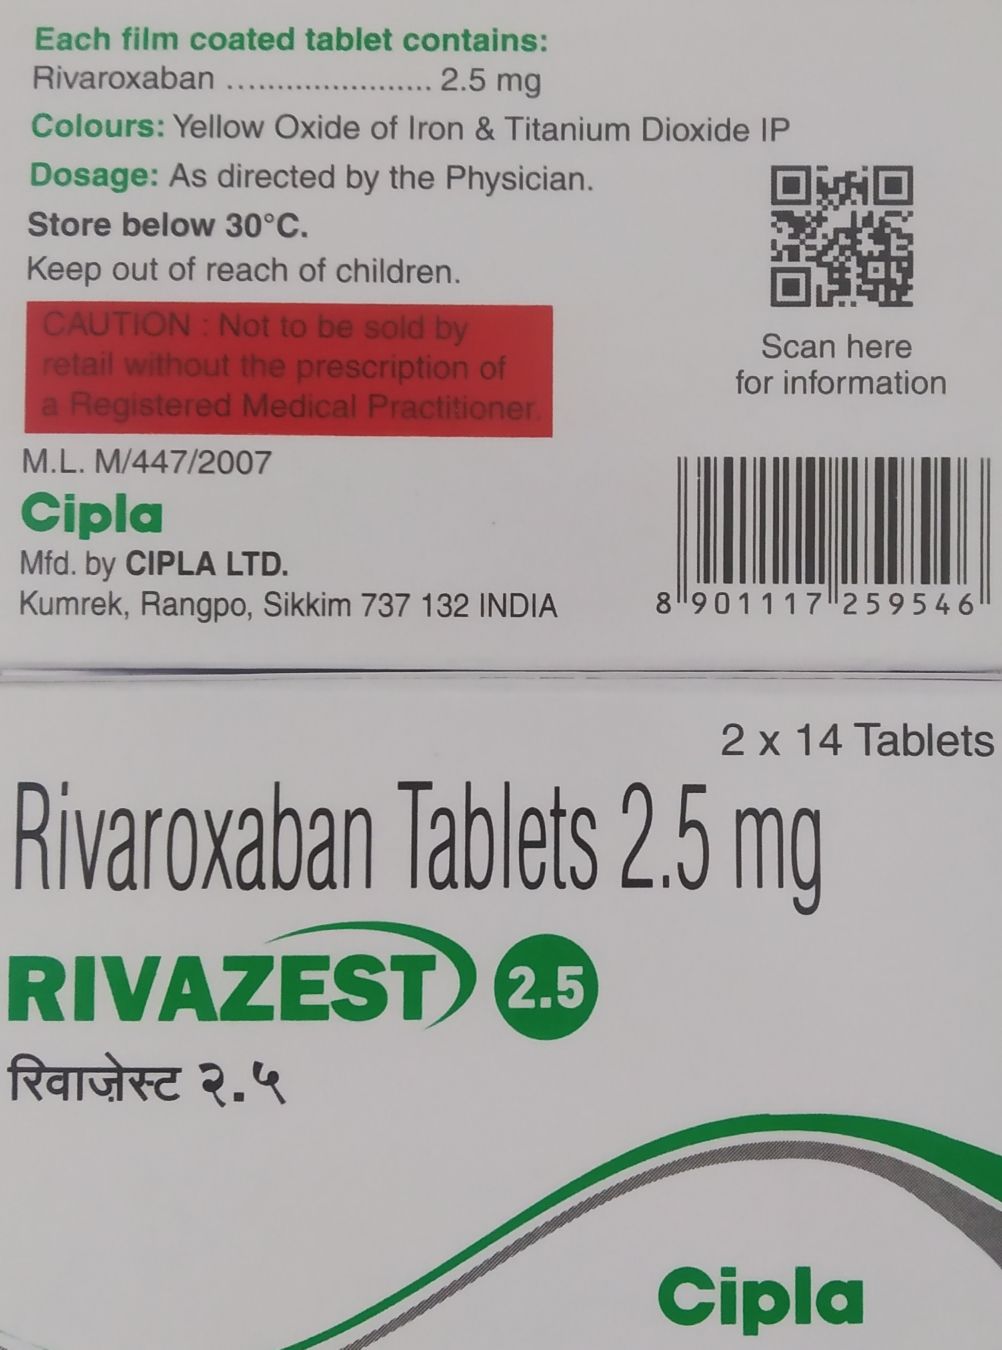 Each film coated tablet contains:
Rivaroxaban ..................... 2.5 mg
Colours: Yellow Oxide of Iron & Titanium Dioxide IP
Dosage: As directed by the Physician.
Store below 30°C.
Keep out of reach of children.
CAUTION : Not to be sold by
retail without the prescription of
a Registered Medical Practitioner.
M.L. M/447/2007
Cipla
Mfd. by CIPLA LTD.
Kumrek, Rangpo, Sikkim 737 132 INDIA
Scan here
for information
8 901117 259546
2 x 14 Tablets
Rivaroxaban Tablets 2.5 mg
RIVAZEST 2.5
रिवाज़ेस्ट २.५
Cipla